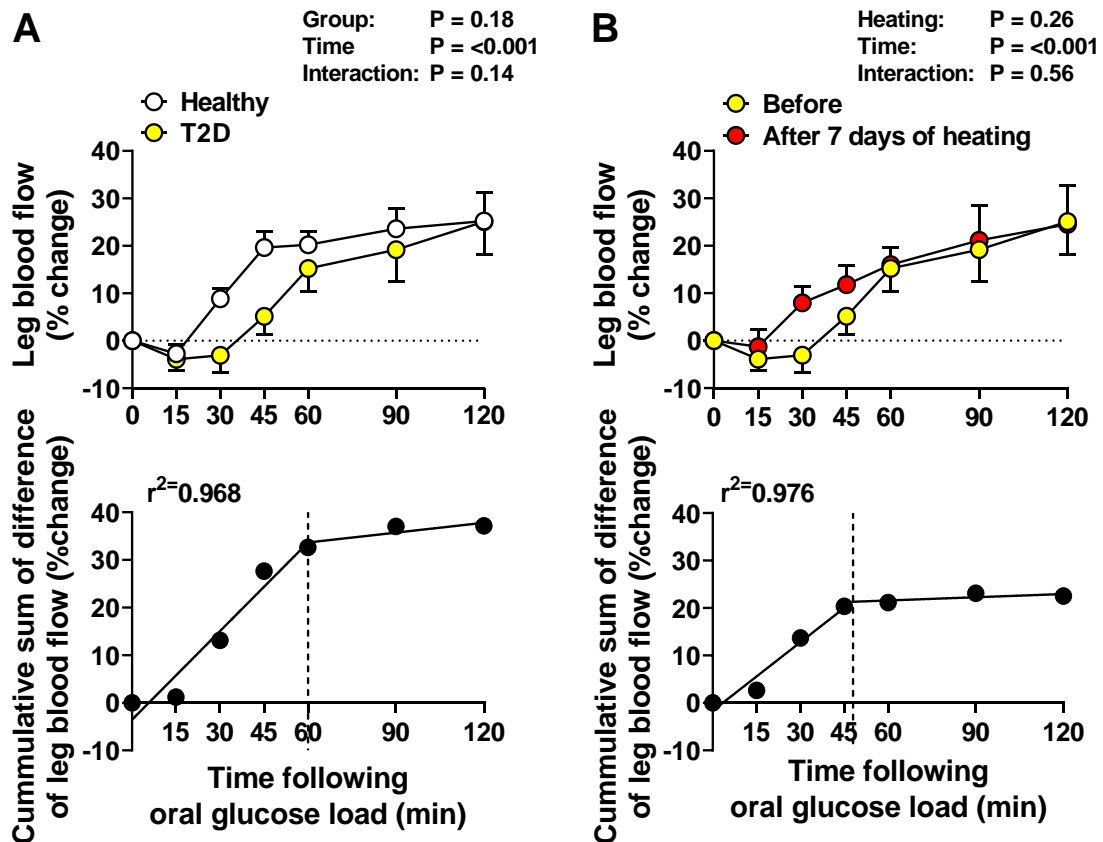 A
Group: P = 0.18
Time P = <0.001
Interaction: P = 0.14
Healthy
T2D
Leg blood flow
(% change)
40
30
20
10
0
-10
0 15 30 45 60 90 120
Cummulative sum of difference
of leg blood flow (%change)
r²⁼0.968
40
30
20
10
0
-10
15 30 45 60 90 120
Time following
oral glucose load (min)
B
Heating: P = 0.26
Time: P = <0.001
Interaction: P = 0.56
Before
After 7 days of heating
Leg blood flow
(% change)
40
30
20
10
0
-10
0 15 30 45 60 90 120
Cummulative sum of difference
of leg blood flow (%change)
r²⁼0.976
40
30
20
10
0
-10
15 30 45 60 90 120
Time following
oral glucose load (min)